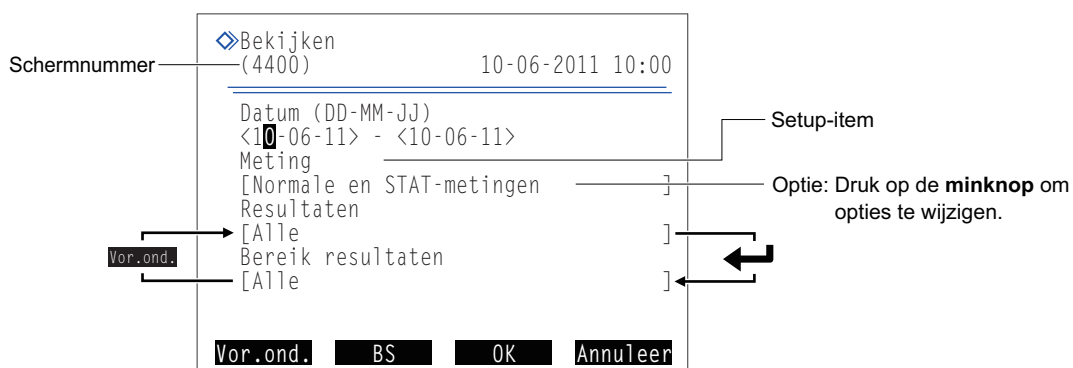 Bekijken
Schermnummer
(4400) 10-06-2011 10:00
Datum (DD-MM-JJ)
<10-06-11> - <10-06-11>
Setup-item
Meting
[Normale en STAT-metingen ]
Optie: Druk op de minknop om
opties te wijzigen.
Resultaten
[Alle ]
Vor.ond.
Bereik resultaten
[Alle ]
Vor.ond. BS OK Annuleer